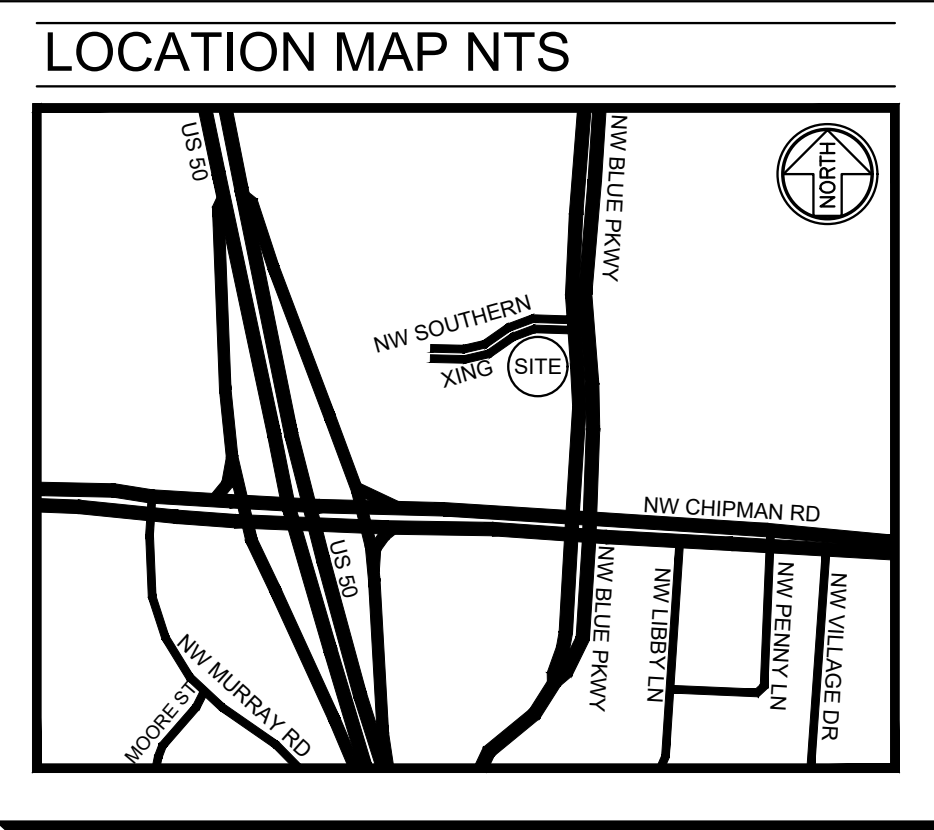 LOCATION MAP NTS
US 50
NW BLUE PKWY
NORTH
NW SOUTHERN
XING
SITE
NW CHIPMAN RD
US 50
NW BLUE PKWY
NW LIBBY LN
NW PENNY LN
NW VILLAGE DR
NW MURRAY RD
MOORE ST